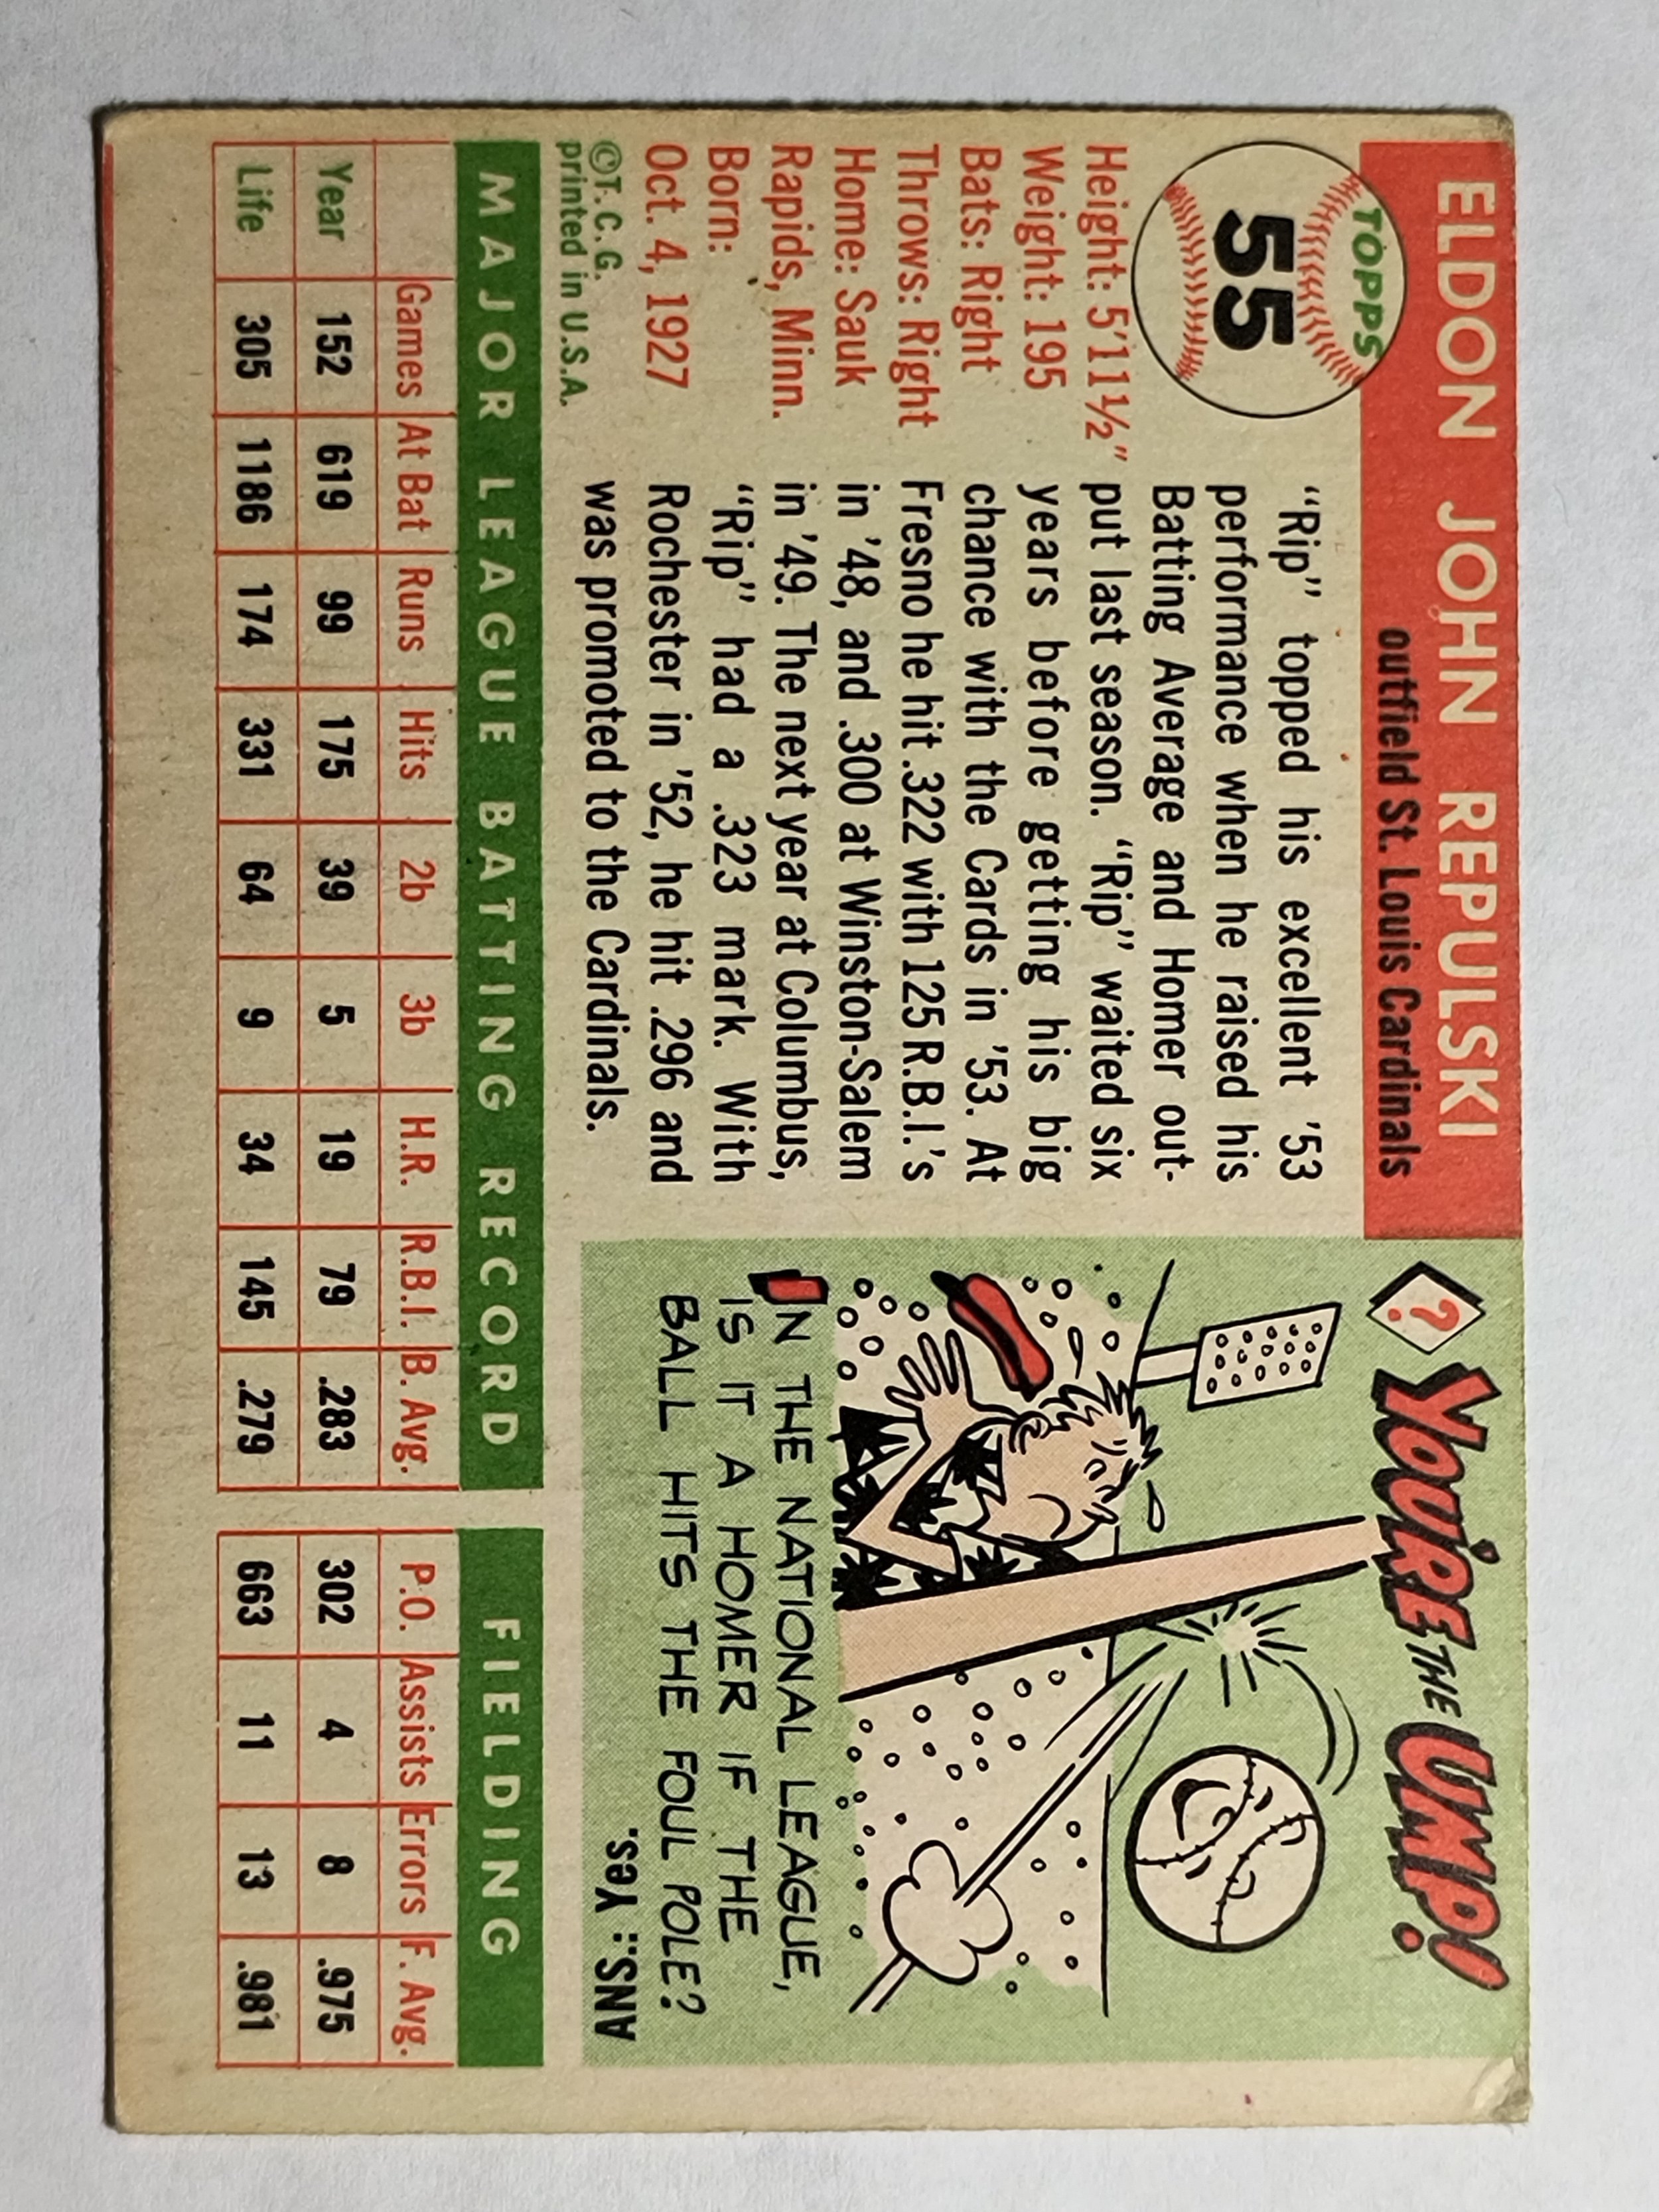 ELDON JOHN REPULSKI
outfield St. Louis Cardinals
TOPPS
55
Height: 5'11½"
Weight: 195
Bats: Right
Throws: Right
Home: Sauk
Rapids, Minn.
Born:
Oct. 4, 1927
©T. C. G.
printed in U.S.A.
“Rip” topped his excellent ’53
performance when he raised his
Batting Average and Homer out-
put last season. “Rip” waited six
years before getting his big
chance with the Cards in ’53. At
Fresno he hit .322 with 125 R.B.I.’s
in ’48, and .300 at Winston-Salem
in ’49. The next year at Columbus,
“Rip” had a .323 mark. With
Rochester in ’52, he hit .296 and
was promoted to the Cardinals.
? YOU'RE THE UMP!
IN THE NATIONAL LEAGUE,
IS IT A HOMER IF THE
BALL HITS THE FOUL POLE?
ANS.: Yes.
MAJOR LEAGUE BATTING RECORD FIELDING
Games At Bat Runs Hits 2b 3b H.R. R.B.I. B. Avg. P.O. Assists Errors F. Avg.
Year 152 619 99 175 39 5 19 79 .283 302 4 8 .975
Life 305 1186 174 331 64 9 34 145 .279 663 11 13 .981